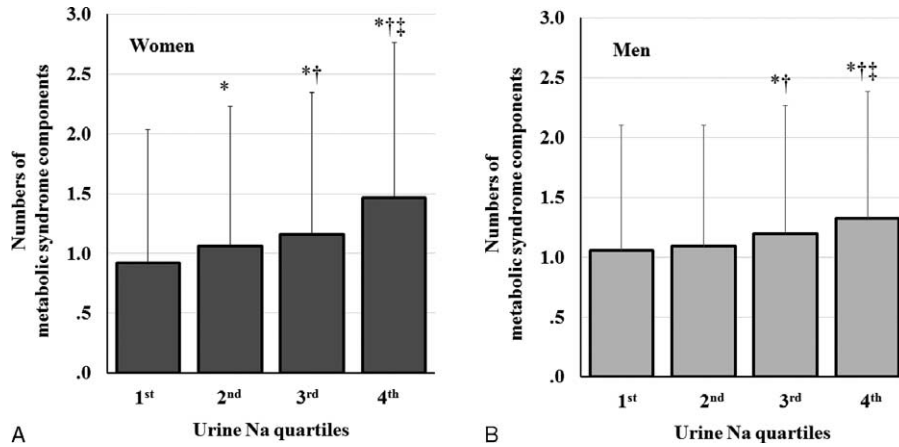 3.0
2.5
2.0
1.5
1.0
.5
.0
Numbers of
metabolic syndrome components
Women
*
*†
*†‡
1st
2nd
3rd
4th
Urine Na quartiles
A
3.0
2.5
2.0
1.5
1.0
.5
.0
Numbers of
metabolic syndrome components
Men
*†
*†‡
1st
2nd
3rd
4th
Urine Na quartiles
B